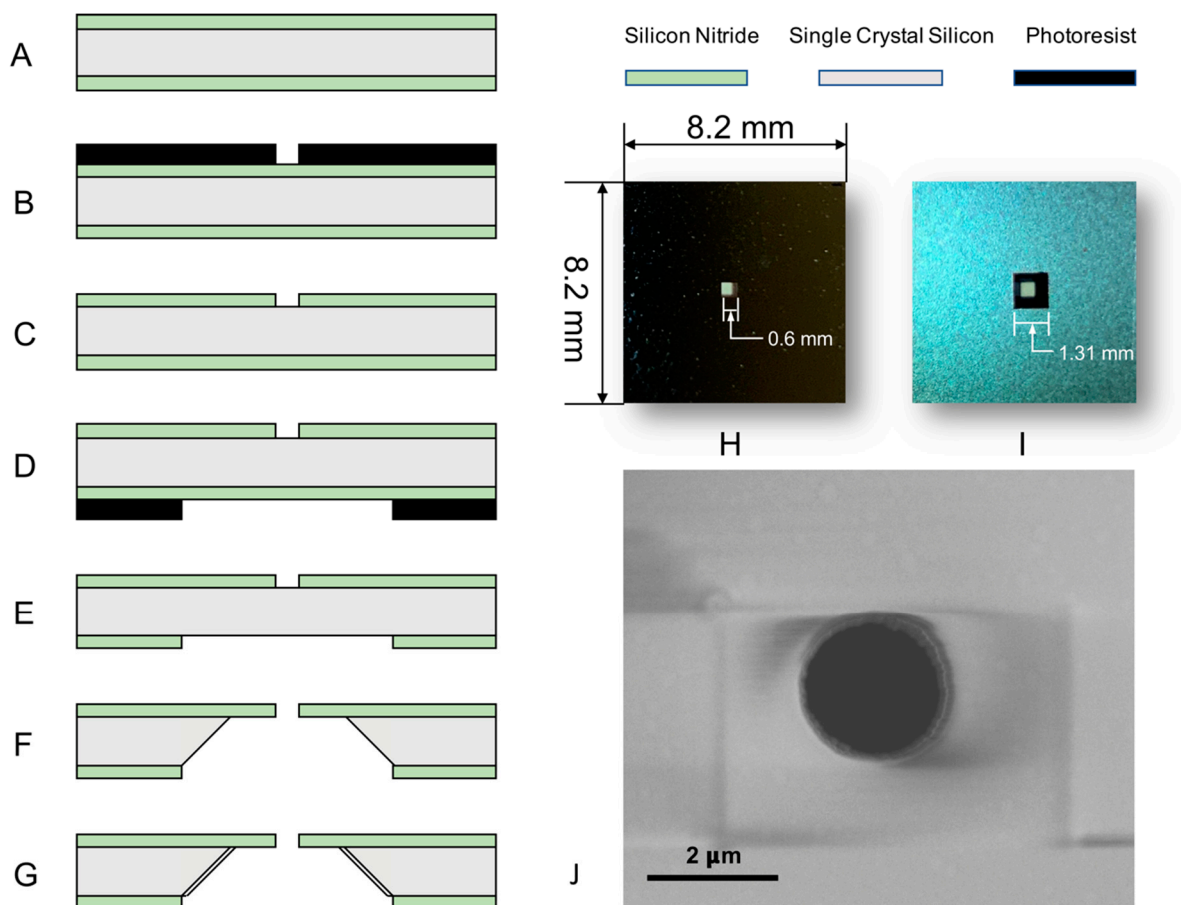 A
B
C
D
E
F
G
Silicon Nitride Single Crystal Silicon Photoresist
8.2 mm
8.2 mm
0.6 mm
1.31 mm
H I
J
2 μm